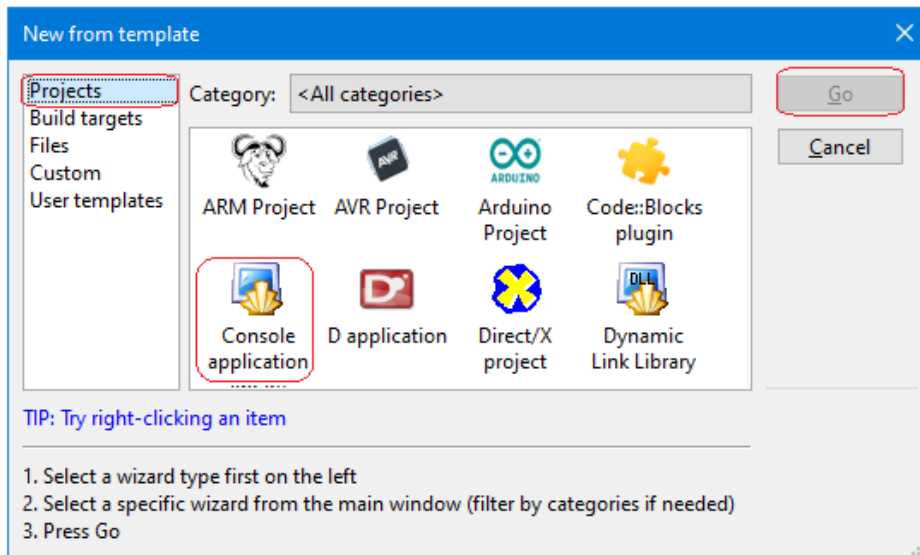 New from template
Projects
Build targets
Files
Custom
User templates
Category: <All categories>
Go
Cancel
ARM Project
AVR
AVR Project
ARDUINO
Arduino
Project
Code::Blocks
plugin
Console
application
D
D application
Direct/X
project
DLL
Dynamic
Link Library
TIP: Try right-clicking an item
1. Select a wizard type first on the left
2. Select a specific wizard from the main window (filter by categories if needed)
3. Press Go